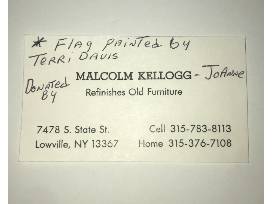 * FLAG PAINTED by
TERRI DAVIS
DONATED
BY
MALCOLM KELLOGG - JOANNE
Refinishes Old Furniture
7478 S. State St. Cell 315-783-8113
Lowville, NY 13367 Home 315-376-7108